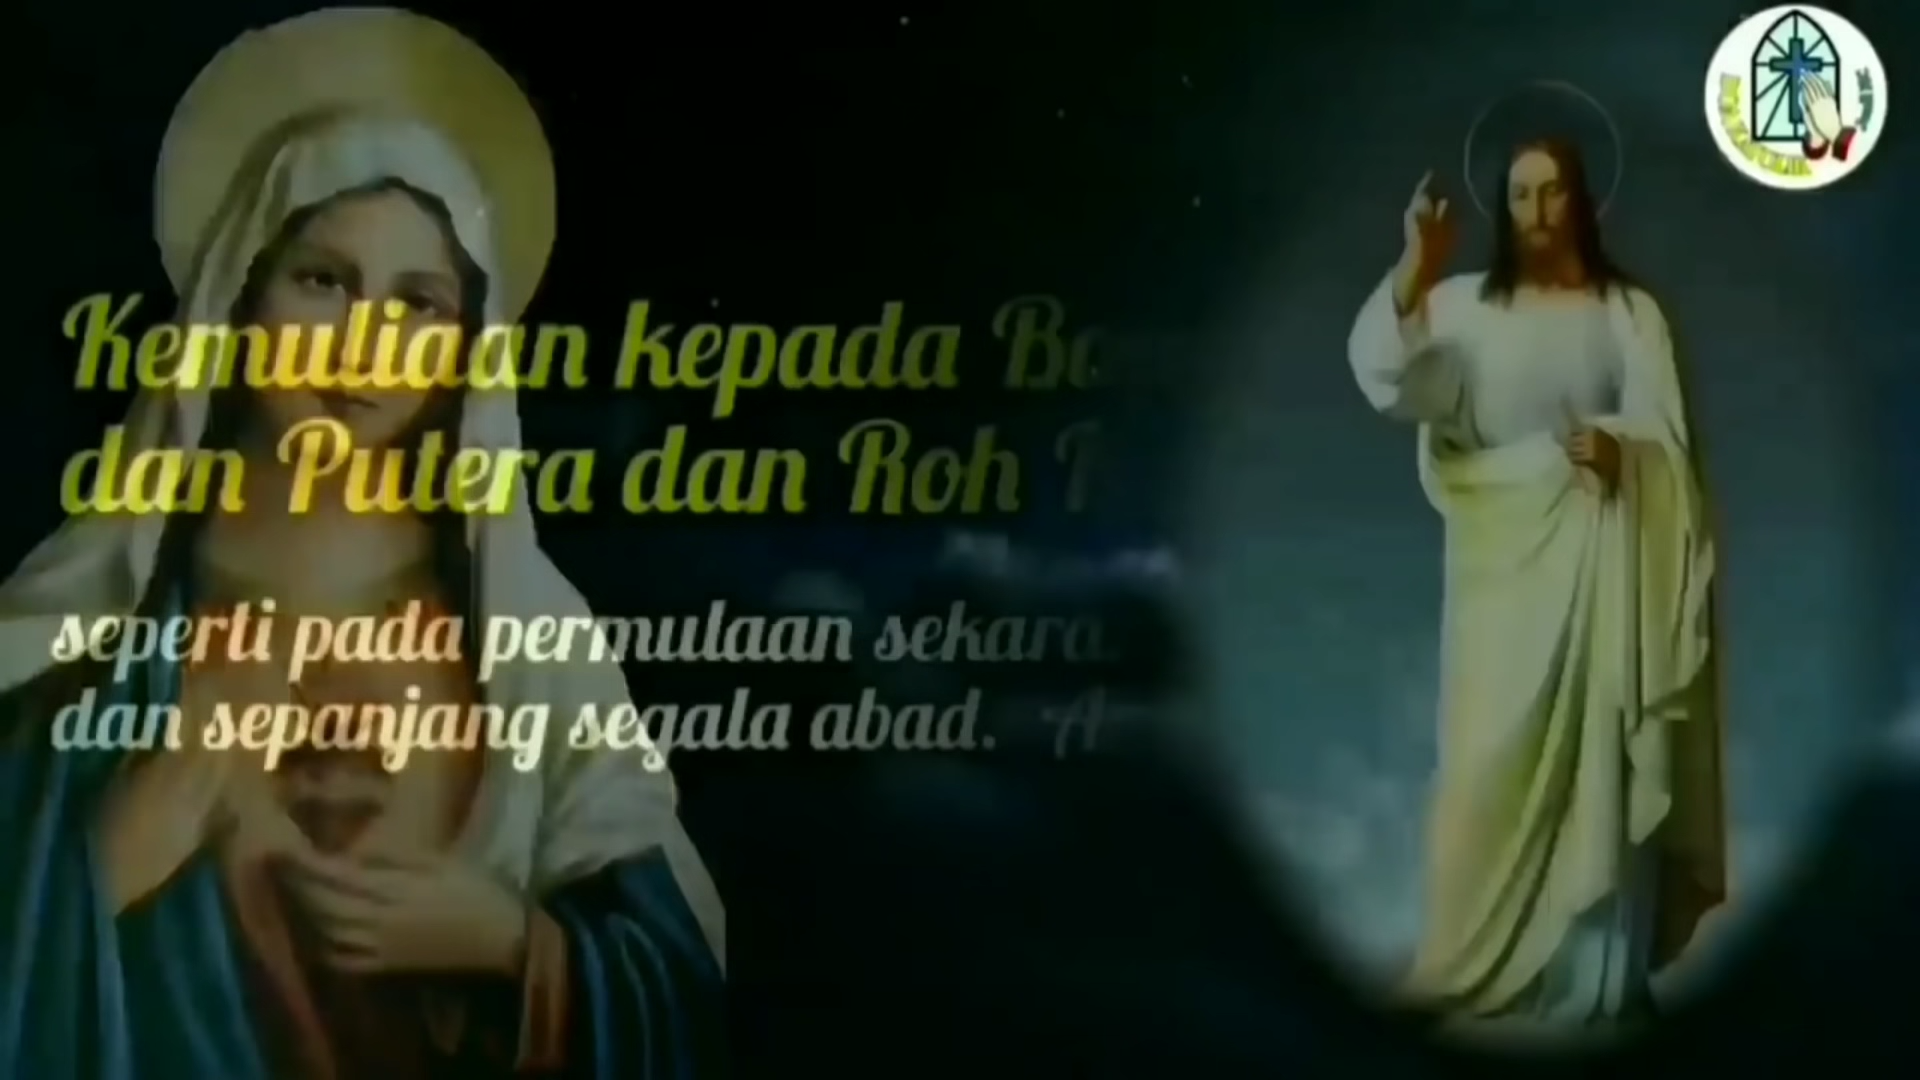 Kemuliaan kepada
dan Putera dan Roh
seperti pada permulaan
dan sepanjang segala abad.